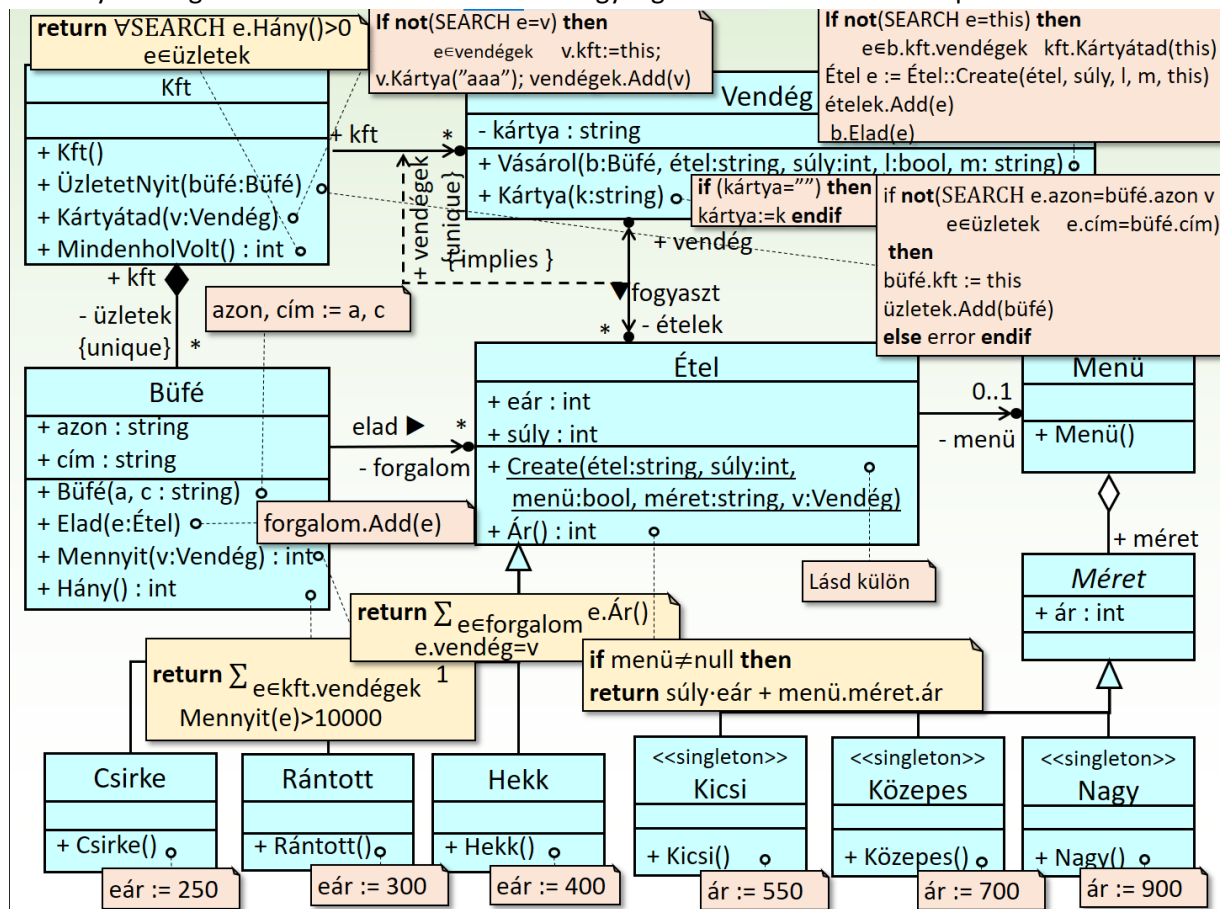 return ∀SEARCH e.Hány()>0
e∈üzletek
If not(SEARCH e=v) then
e∈vendégek v.kft:=this;
v.Kártya("aaa"); vendégek.Add(v)
If not(SEARCH e=this) then
e∈b.kft.vendégek kft.Kártyátad(this)
Étel e := Étel::Create(étel, súly, l, m, this)
ételek.Add(e)
b.Elad(e)
Kft
+ Kft()
+ ÜzletetNyit(büfé:Büfé)
+ Kártyátad(v:Vendég)
+ MindenholVolt() : int
+ kft
*
+ vendégek
{unique}
{implies }
Vendég
- kártya : string
+ Vásárol(b:Büfé, étel:string, súly:int, l:bool, m: string)
+ Kártya(k:string)
if (kártya="") then
kártya:=k endif
if not(SEARCH e.azon=büfé.azon v
e∈üzletek e.cím=büfé.cím)
then
büfé.kft := this
üzletek.Add(büfé)
else error endif
+ vendég
▼fogyaszt
* - ételek
+ kft
- üzletek
{unique} *
azon, cím := a, c
Büfé
+ azon : string
+ cím : string
+ Büfé(a, c : string)
+ Elad(e:Étel)
+ Mennyit(v:Vendég) : int
+ Hány() : int
forgalom.Add(e)
elad ▶ *
- forgalom
Étel
+ eár : int
+ súly : int
+ Create(étel:string, súly:int,
menü:bool, méret:string, v:Vendég)
+ Ár() : int
0..1
- menü
Menü
+ Menü()
+ méret
Méret
+ ár : int
Lásd külön
return ∑ e∈forgalom e.Ár()
e.vendég=v
return ∑ e∈kft.vendégek 1
Mennyit(e)>10000
if menü≠null then
return súly·eár + menü.méret.ár
Csirke
+ Csirke()
eár := 250
Rántott
+ Rántott()
eár := 300
Hekk
+ Hekk()
eár := 400
<<singleton>>
Kicsi
+ Kicsi()
ár := 550
<<singleton>>
Közepes
+ Közepes()
ár := 700
<<singleton>>
Nagy
+ Nagy()
ár := 900